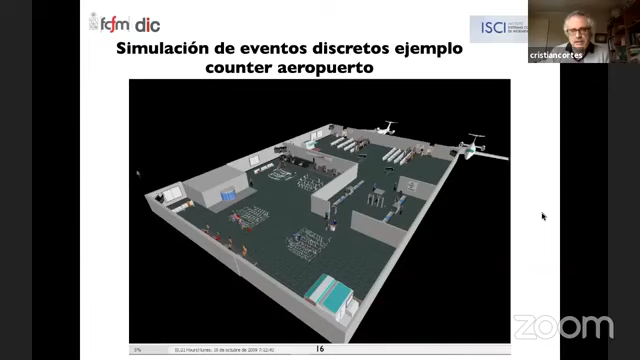 fcfm dic
ISCI
Simulación de eventos discretos ejemplo
counter aeropuerto
cristiancortes
16
zoom